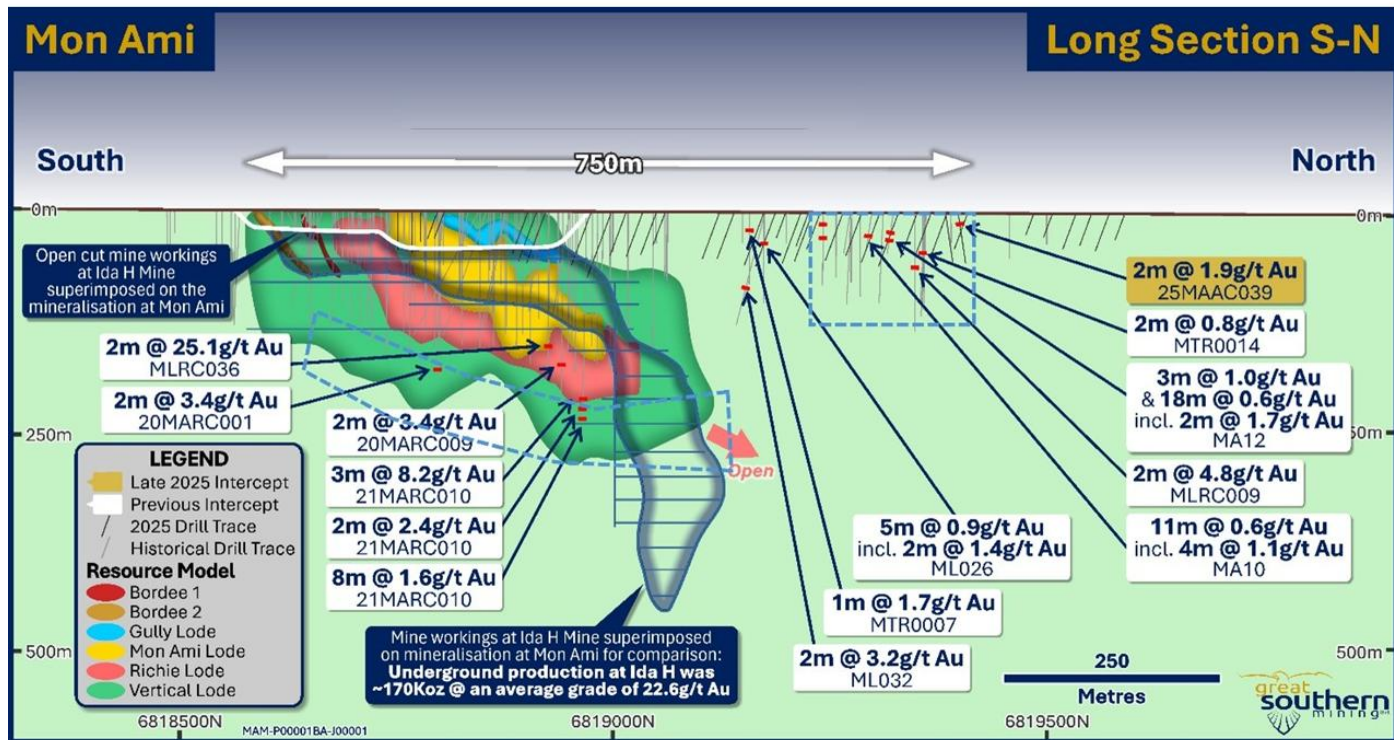 Mon Ami
Long Section S-N
South
750m
North
0m
0m
Open cut mine workings
at Ida H Mine
superimposed on the
mineralisation at Mon Ami
2m @ 25.1g/t Au
MLRC036
2m @ 3.4g/t Au
20MARC001
2m @ 3.4g/t Au
20MARC009
3m @ 8.2g/t Au
21MARC010
2m @ 2.4g/t Au
21MARC010
8m @ 1.6g/t Au
21MARC010
Open
2m @ 1.9g/t Au
25MAAC039
2m @ 0.8g/t Au
MTR0014
3m @ 1.0g/t Au
& 18m @ 0.6g/t Au
incl. 2m @ 1.7g/t Au
MA12
2m @ 4.8g/t Au
MLRC009
11m @ 0.6g/t Au
incl. 4m @ 1.1g/t Au
MA10
5m @ 0.9g/t Au
incl. 2m @ 1.4g/t Au
ML026
1m @ 1.7g/t Au
MTR0007
2m @ 3.2g/t Au
ML032
250m
50m
LEGEND
Late 2025 Intercept
Previous Intercept
2025 Drill Trace
Historical Drill Trace
Resource Model
Bordee 1
Bordee 2
Gully Lode
Mon Ami Lode
Richie Lode
Vertical Lode
Mine workings at Ida H Mine superimposed
on mineralisation at Mon Ami for comparison:
Underground production at Ida H was
~170Koz @ an average grade of 22.6g/t Au
500m
500m
250
Metres
great
southern
mining
6818500N
MAM-P00001BA-J00001
6819000N
6819500N